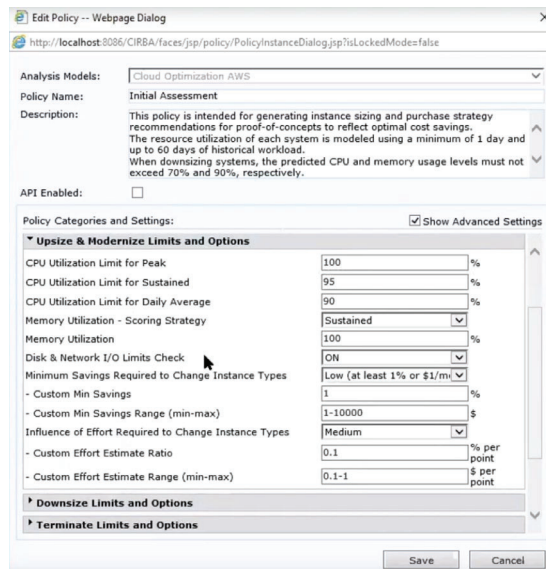 Edit Policy -- Webpage Dialog
http://localhost:8086/CIRBA/faces/jsp/policy/PolicyInstanceDialog.jsp?isLockedMode=false
Analysis Models: Cloud Optimization AWS
Policy Name: Initial Assessment
Description: This policy is intended for generating instance sizing and purchase strategy
recommendations for proof-of-concepts to reflect optimal cost savings.
The resource utilization of each system is modeled using a minimum of 1 day and
up to 60 days of historical workload.
When downsizing systems, the predicted CPU and memory usage levels must not
exceed 70% and 90%, respectively.
API Enabled:
Policy Categories and Settings: Show Advanced Settings
Upsize & Modernize Limits and Options
CPU Utilization Limit for Peak 100 %
CPU Utilization Limit for Sustained 95 %
CPU Utilization Limit for Daily Average 90 %
Memory Utilization - Scoring Strategy Sustained
Memory Utilization 100 %
Disk & Network I/O Limits Check ON
Minimum Savings Required to Change Instance Types Low (at least 1% or $1/m
- Custom Min Savings 1 %
- Custom Min Savings Range (min-max) 1-10000 $
Influence of Effort Required to Change Instance Types Medium
- Custom Effort Estimate Ratio 0.1 % per point
- Custom Effort Estimate Range (min-max) 0.1-1 $ per point
Downsize Limits and Options
Terminate Limits and Options
Save Cancel